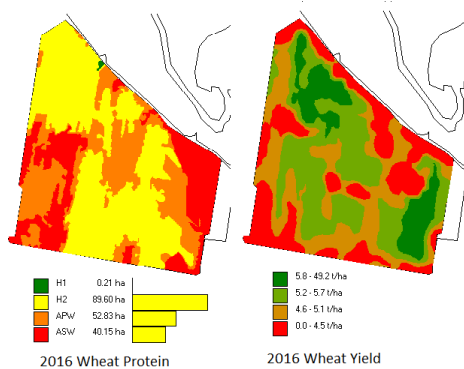 H1 0.21 ha
H2 89.60 ha
APW 52.83 ha
ASW 40.15 ha
2016 Wheat Protein
5.8 - 49.2 t/ha
5.2 - 5.7 t/ha
4.6 - 5.1 t/ha
0.0 - 4.5 t/ha
2016 Wheat Yield